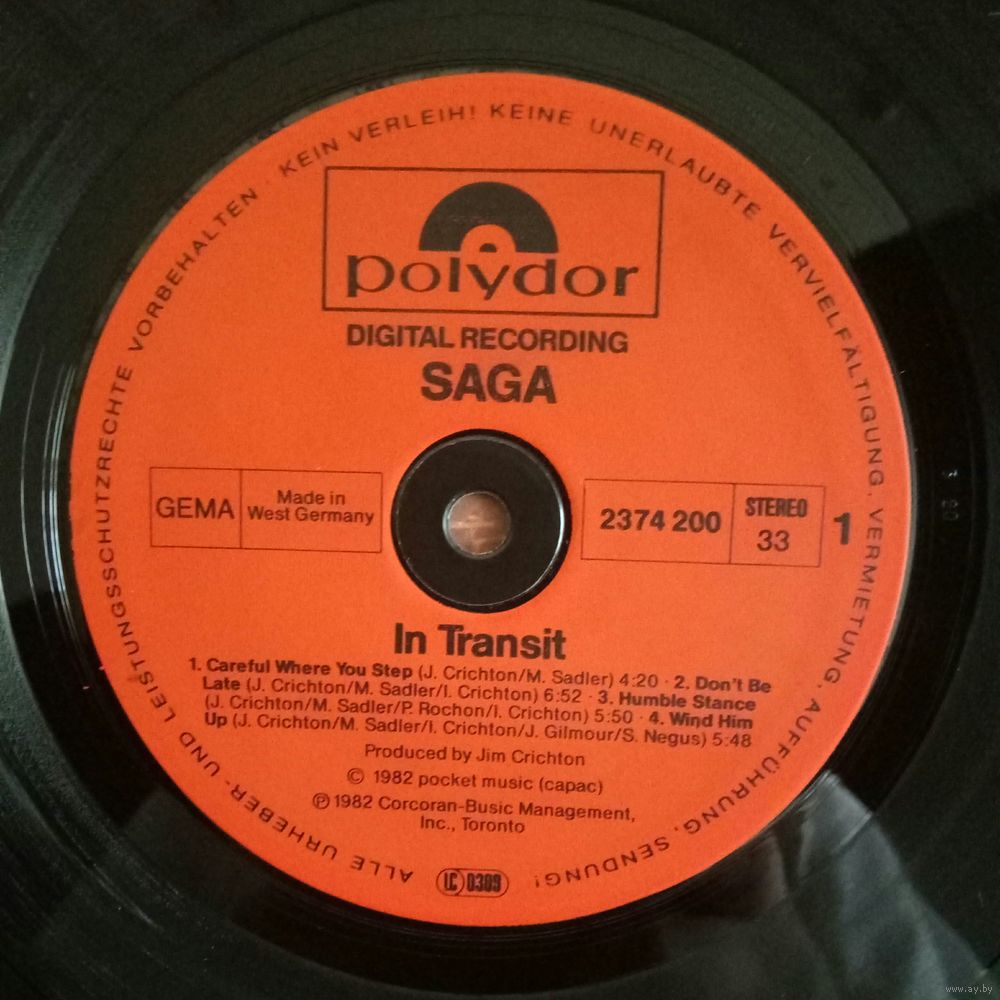 ALLE URHEBER- UND LEISTUNGSSCHUTZRECHTE VORBEHALTEN · KEIN VERLEIH! KEINE UNERLAUBTE VERVIELFÄLTIGUNG, VERMIETUNG, AUFFÜHRUNG, SENDUNG!
polydor
DIGITAL RECORDING
SAGA
GEMA
Made in
West Germany
2374 200
STEREO
33
1
In Transit
1. Careful Where You Step (J. Crichton/M. Sadler) 4:20 · 2. Don't Be
Late (J. Crichton/M. Sadler/I. Crichton) 6:52 · 3. Humble Stance
(J. Crichton/M. Sadler/P. Rochon/I. Crichton) 5:50 · 4. Wind Him
Up (J. Crichton/M. Sadler/I. Crichton/J. Gilmour/S. Negus) 5:48
Produced by Jim Crichton
© 1982 pocket music (capac)
℗ 1982 Corcoran-Busic Management,
Inc., Toronto
LC 0309
www.ay.by